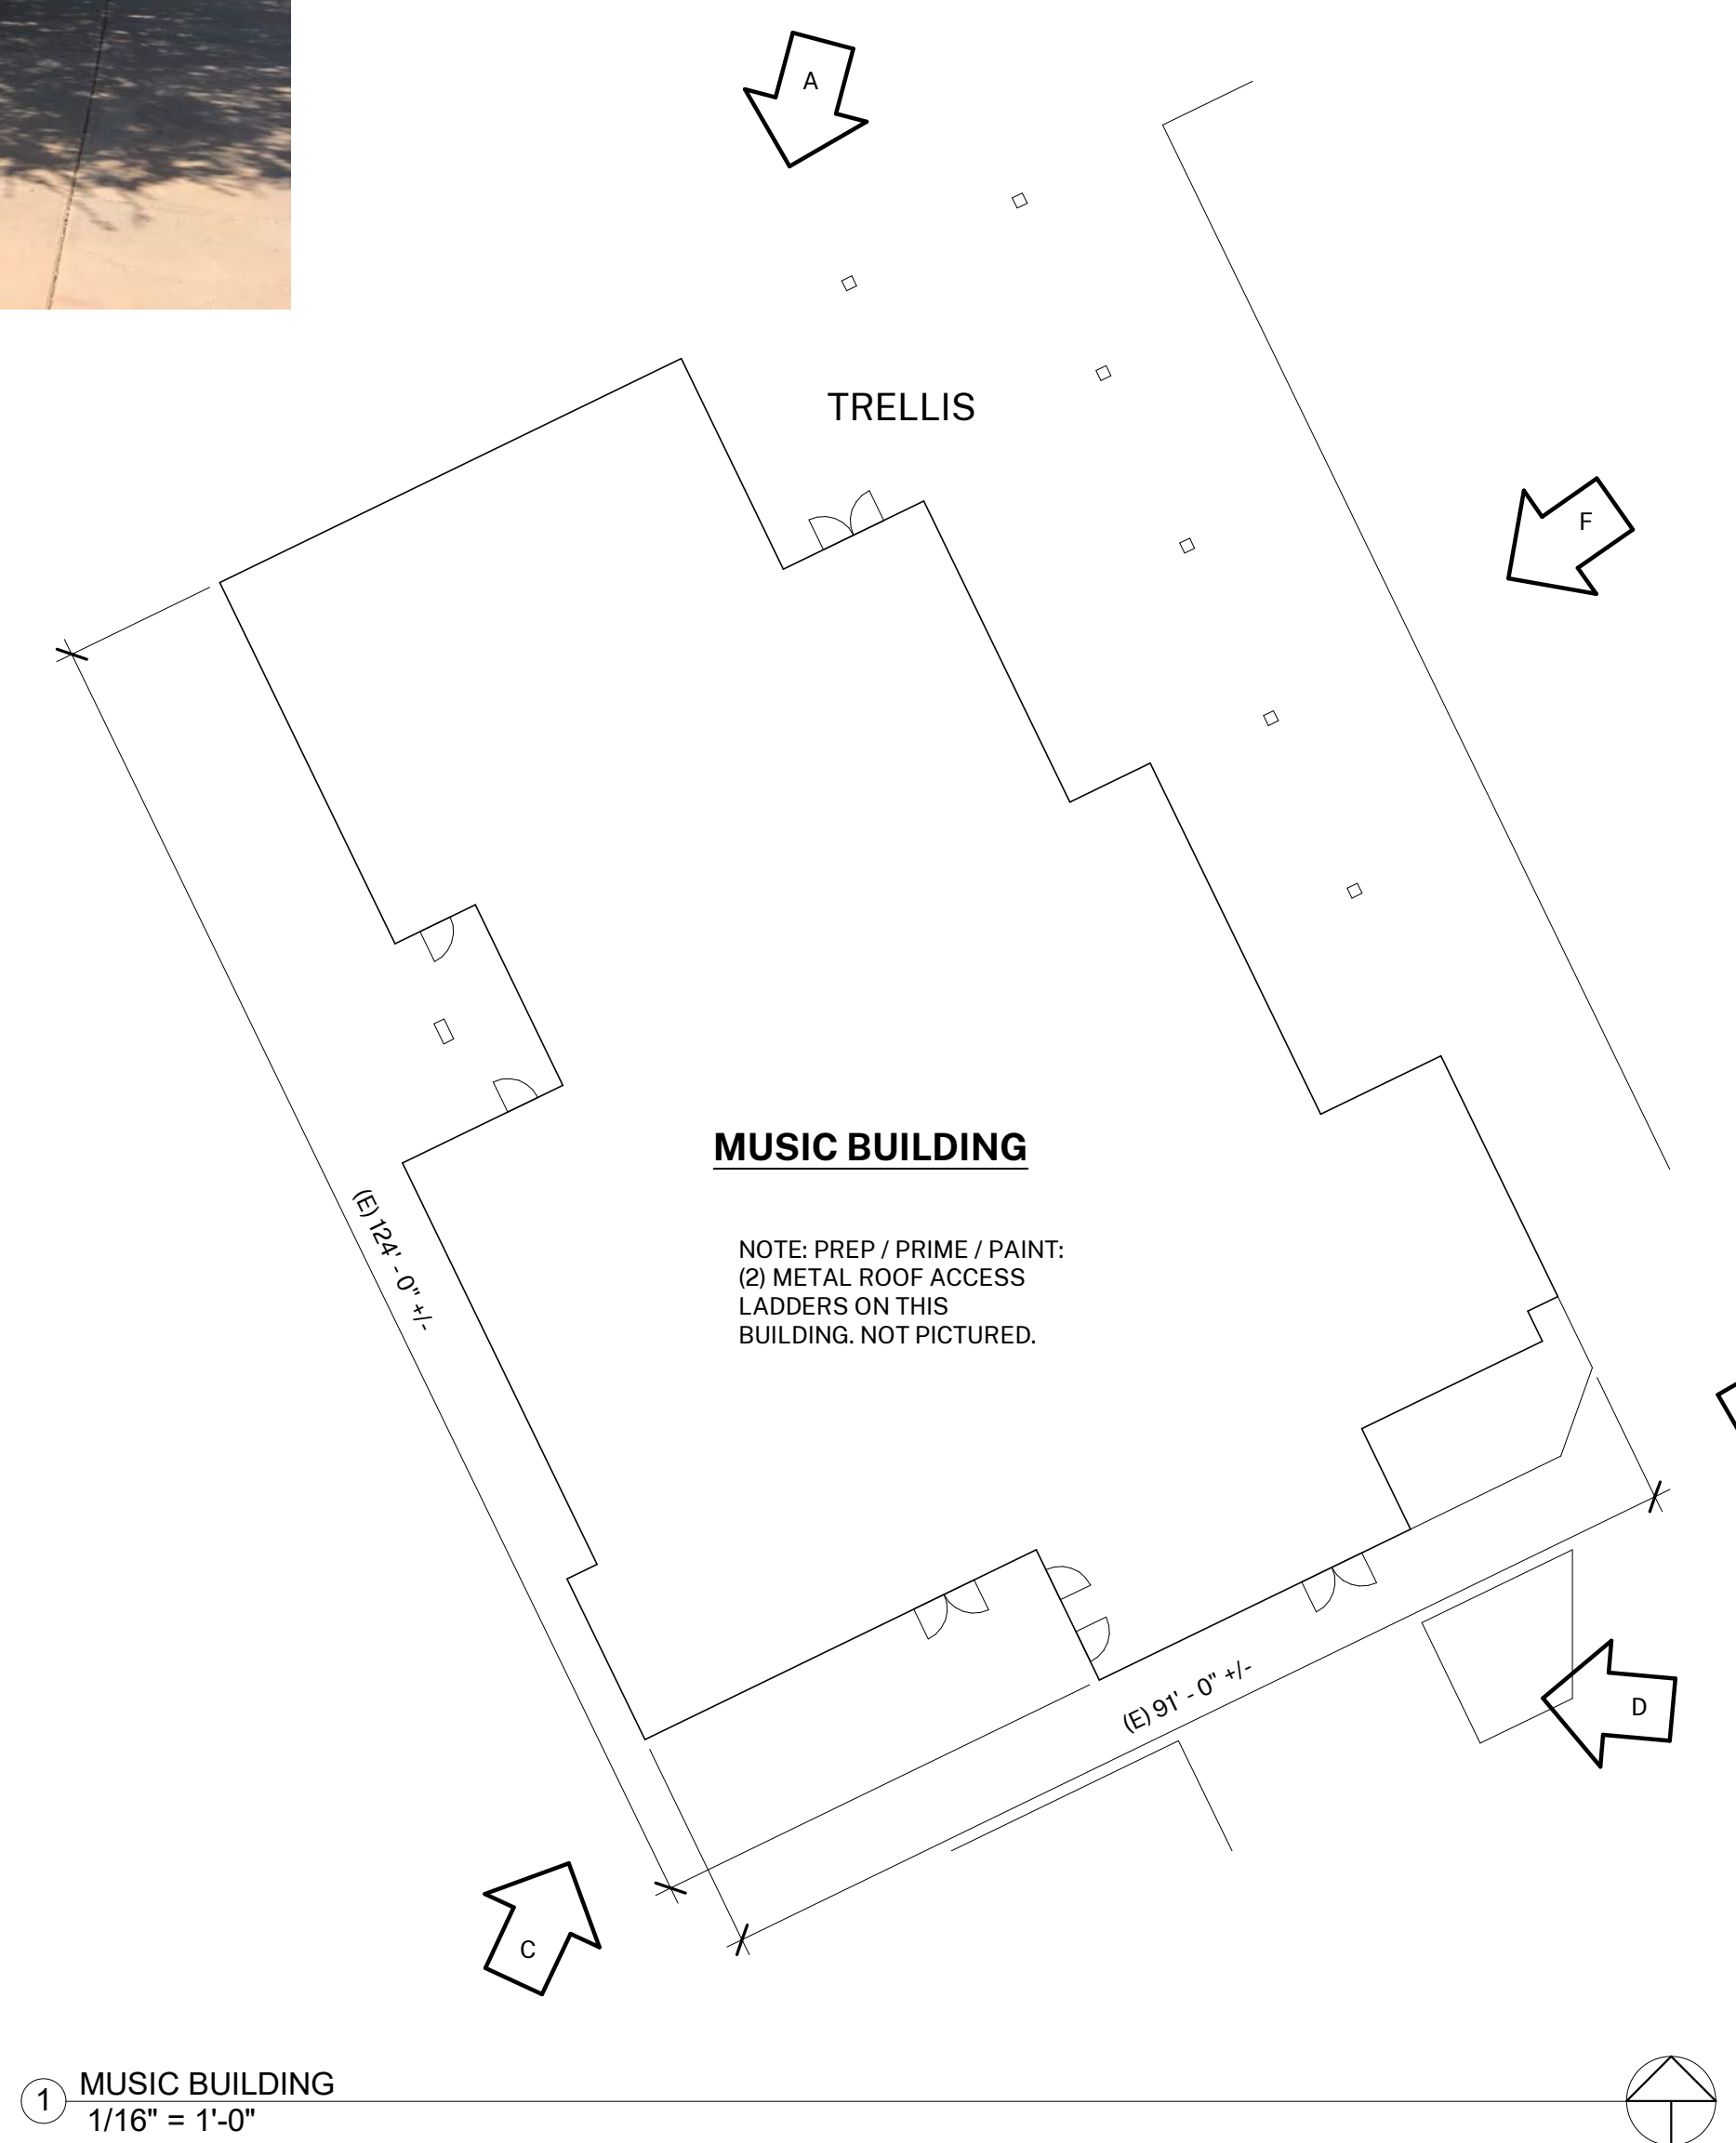 A
TRELLIS
F
MUSIC BUILDING
NOTE: PREP / PRIME / PAINT:
(2) METAL ROOF ACCESS
LADDERS ON THIS
BUILDING. NOT PICTURED.
(E) 124' - 0" +/-
(E) 91' - 0" +/-
D
C
1
MUSIC BUILDING
1/16" = 1'-0"